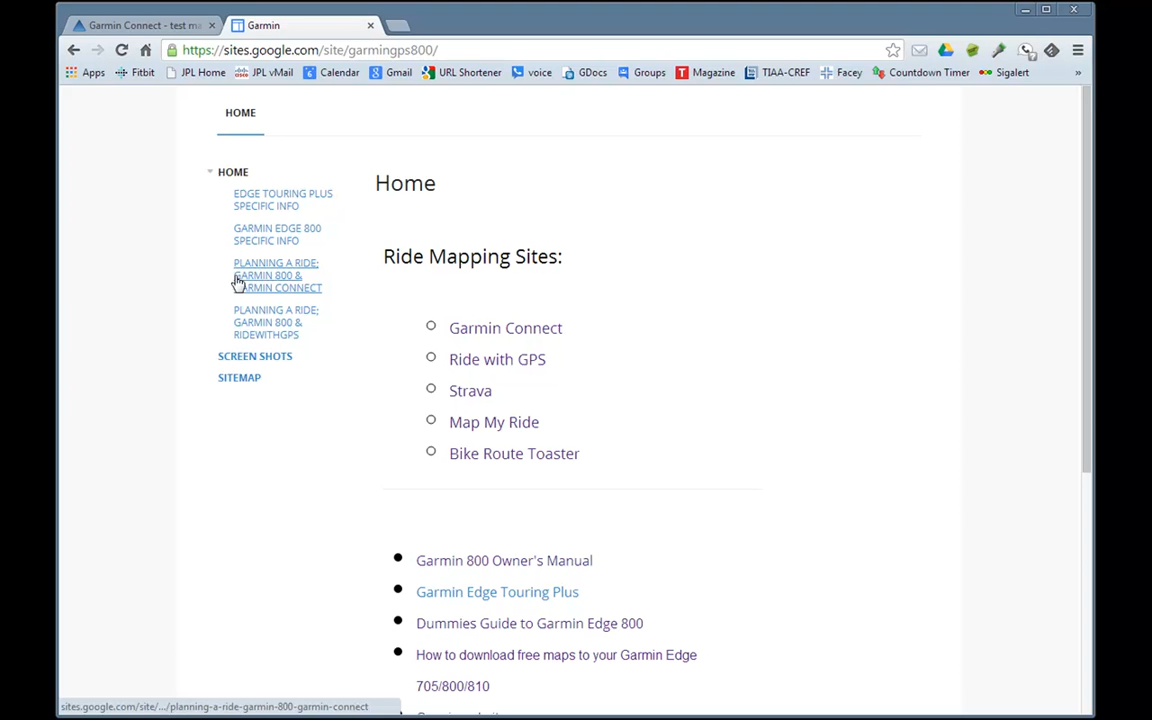 Garmin Connect - test m
Garmin
https://sites.google.com/site/garmingps800/
Apps Fitbit JPL Home JPL vMail Calendar Gmail URL Shortener voice GDocs Groups Magazine TIAA-CREF Facey Countdown Timer Sigalert »
HOME
HOME
EDGE TOURING PLUS
SPECIFIC INFO
GARMIN EDGE 800
SPECIFIC INFO
PLANNING A RIDE;
GARMIN 800 &
GARMIN CONNECT
PLANNING A RIDE;
GARMIN 800 &
RIDEWITHGPS
SCREEN SHOTS
SITEMAP
Home
Ride Mapping Sites:
Garmin Connect
Ride with GPS
Strava
Map My Ride
Bike Route Toaster
Garmin 800 Owner's Manual
Garmin Edge Touring Plus
Dummies Guide to Garmin Edge 800
How to download free maps to your Garmin Edge
705/800/810
sites.google.com/site/.../planning-a-ride-garmin-800-garmin-connect